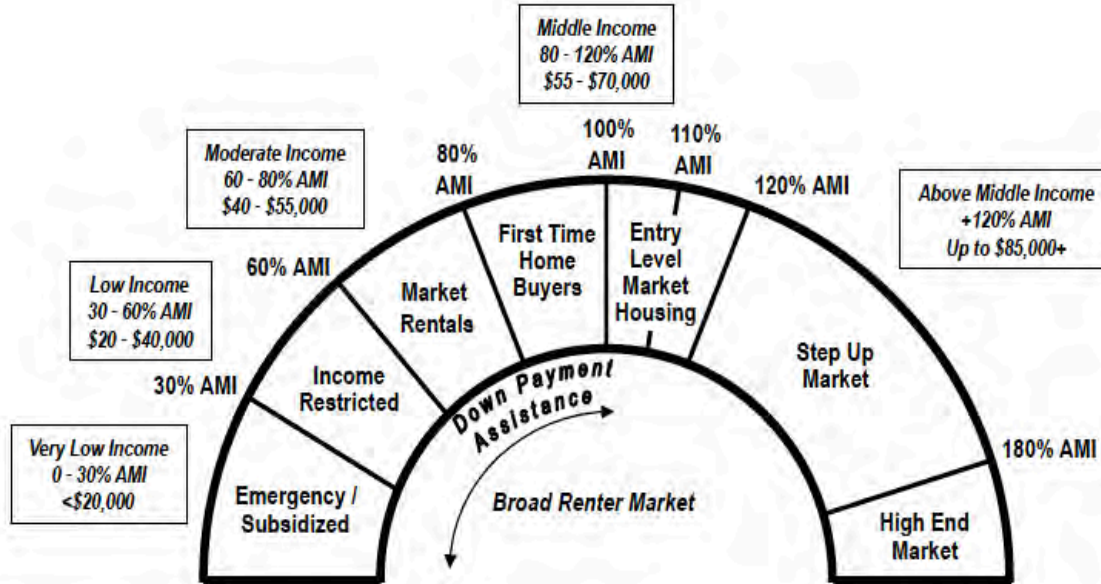 Middle Income
80 - 120% AMI
$55 - $70,000
Moderate Income
60 - 80% AMI
$40 - $55,000
80%
AMI
100%
AMI
110%
AMI
120% AMI
Above Middle Income
+120% AMI
Up to $85,000+
Low Income
30 - 60% AMI
$20 - $40,000
60% AMI
First Time
Home
Buyers
Entry
Level
Market
Housing
Market
Rentals
Step Up
Market
30% AMI
Income
Restricted
Down Payment
Assistance
Very Low Income
0 - 30% AMI
<$20,000
180% AMI
Emergency /
Subsidized
Broad Renter Market
High End
Market